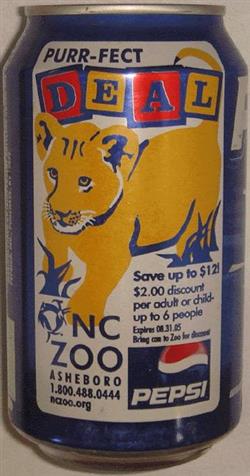 PURR-FECT
DEAL
Save up to $12!
$2.00 discount
per adult or child-
up to 6 people
Expires 08.31.05
Bring can to Zoo for discount
NC
ZOO
ASHEBORO
1.800.488.0444
nczoo.org
PEPSI